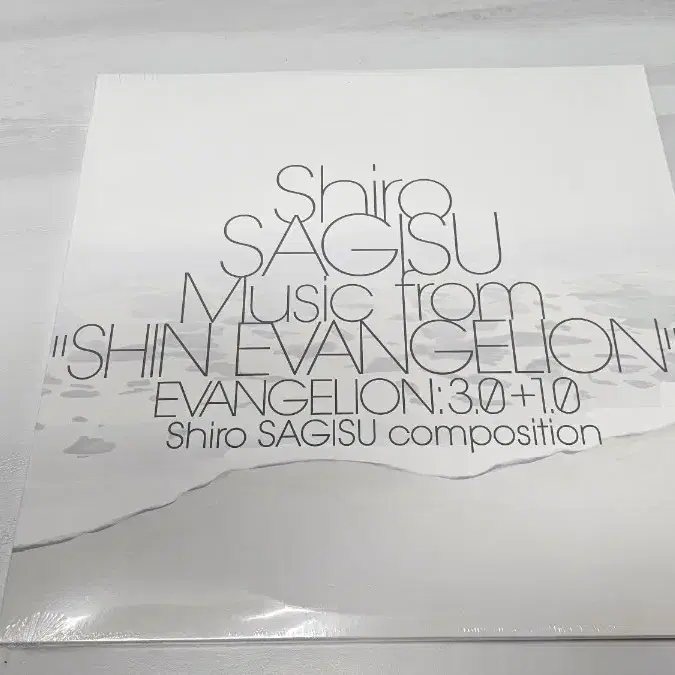 Shiro
SAGISU
Music from
"SHIN EVANGELION"
EVANGELION:3.0+1.0
Shiro SAGISU composition